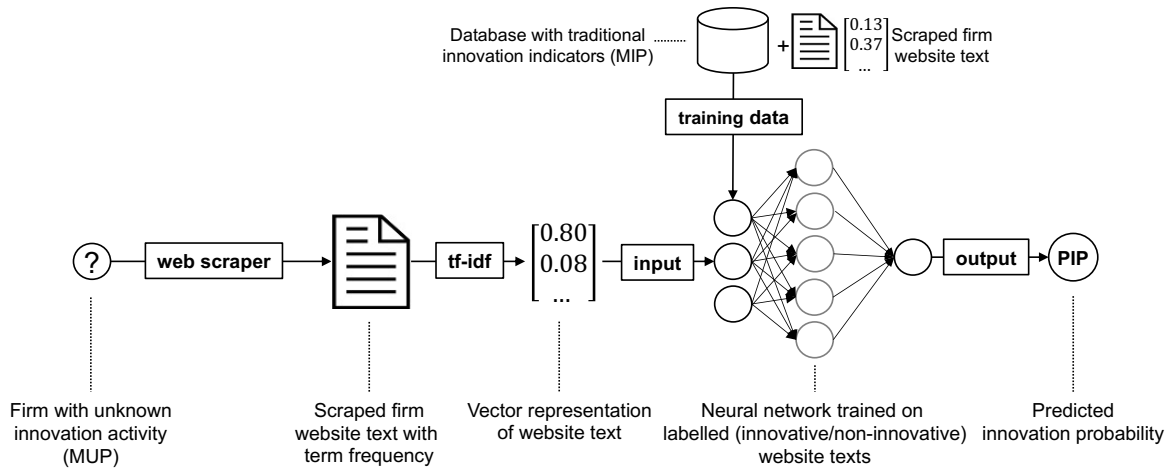 Database with traditional
innovation indicators (MIP)
+
[0.13
0.37
...]
Scraped firm
website text
training data
?
web scraper
tf-idf
[0.80
0.08
...]
input
output
PIP
Firm with unknown
innovation activity
(MUP)
Scraped firm
website text with
term frequency
Vector representation
of website text
Neural network trained on
labelled (innovative/non-innovative)
website texts
Predicted
innovation probability